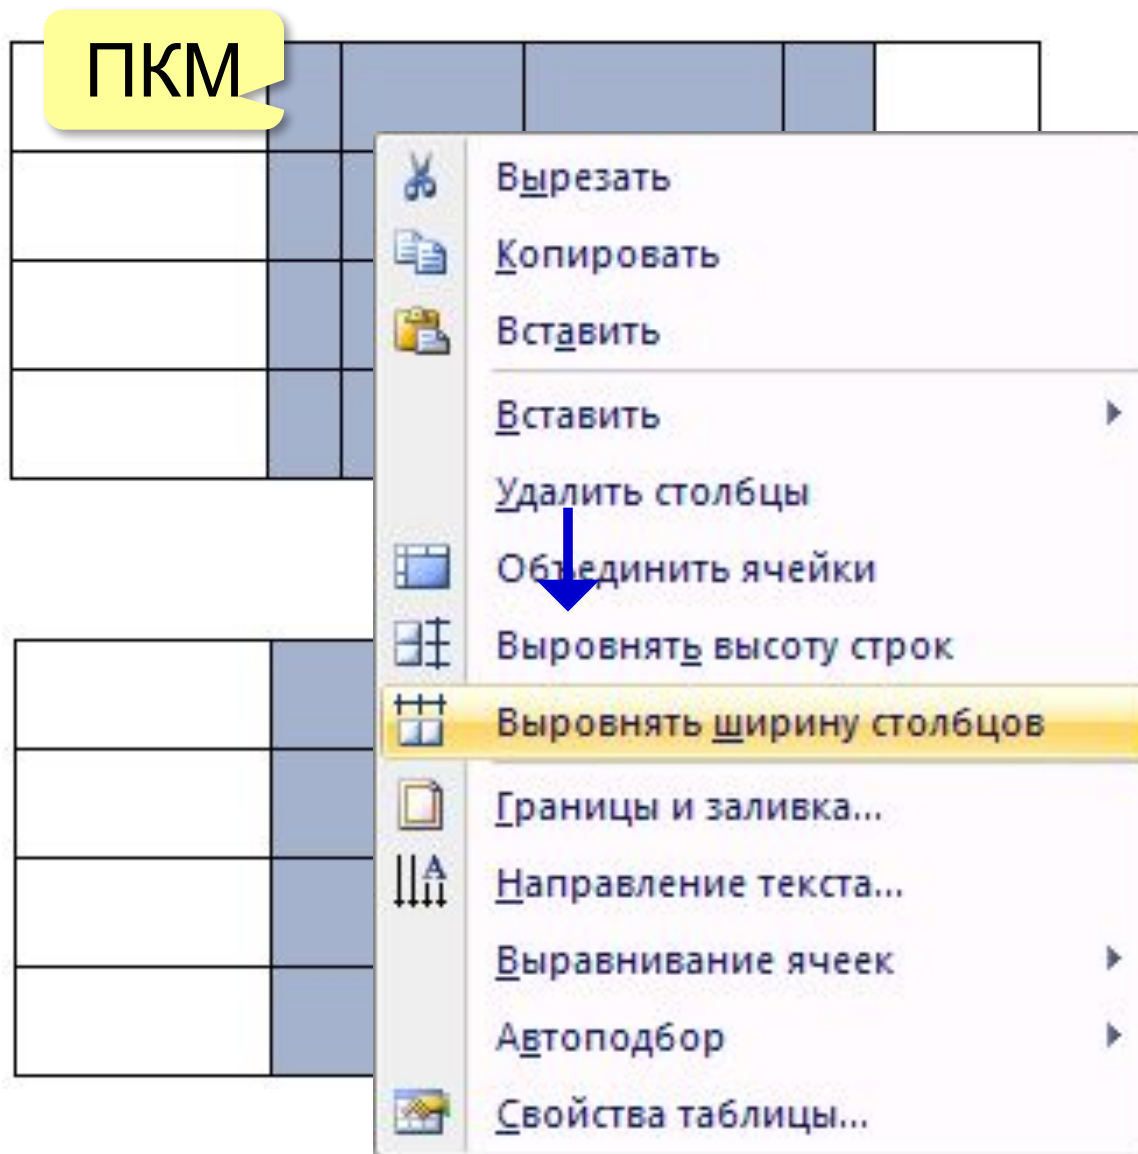 ПКМ
Вырезать
Копировать
Вставить
Вставить
Удалить столбцы
Объединить ячейки
Выровнять высоту строк
Выровнять ширину столбцов
Границы и заливка...
Направление текста...
Выравнивание ячеек
Автоподбор
Свойства таблицы...